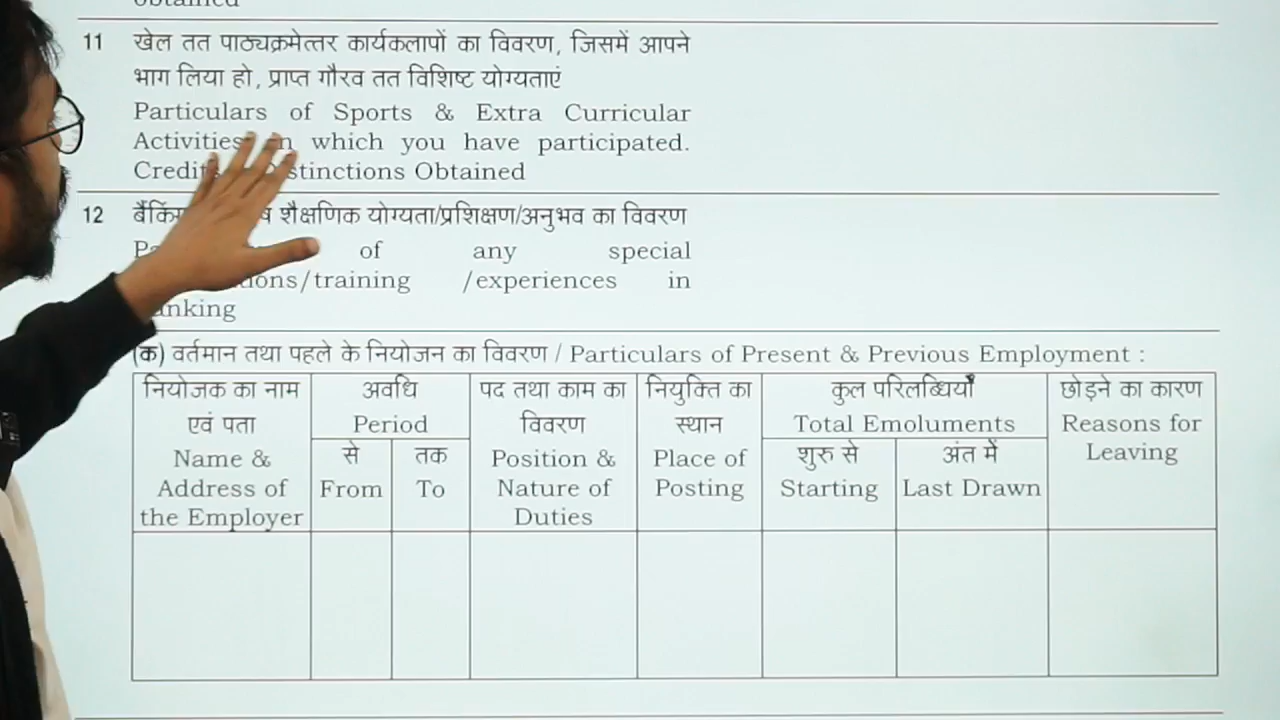 11 खेल तत पाठ्यक्रमेत्तर कार्यकलापों का विवरण, जिसमें आपने
भाग लिया हो, प्राप्त गौरव तत विशिष्ट योग्यताएं
Particulars of Sports & Extra Curricular
Activities in which you have participated.
Obtained
12 शैक्षणिक योग्यता/प्रशिक्षण/अनुभव का विवरण
of any special
/training /experiences in
(क) वर्तमान तथा पहले के नियोजन का विवरण / Particulars of Present & Previous Employment :
नियोजक का नाम
एवं पता
Name &
Address of
the Employer
अवधि
Period
से
From
तक
To
पद तथा काम का
विवरण
Position &
Nature of
Duties
नियुक्ति का
स्थान
Place of
Posting
कुल परिलब्धियाँ
Total Emoluments
शुरु से
Starting
अंत में
Last Drawn
छोड़ने का कारण
Reasons for
Leaving